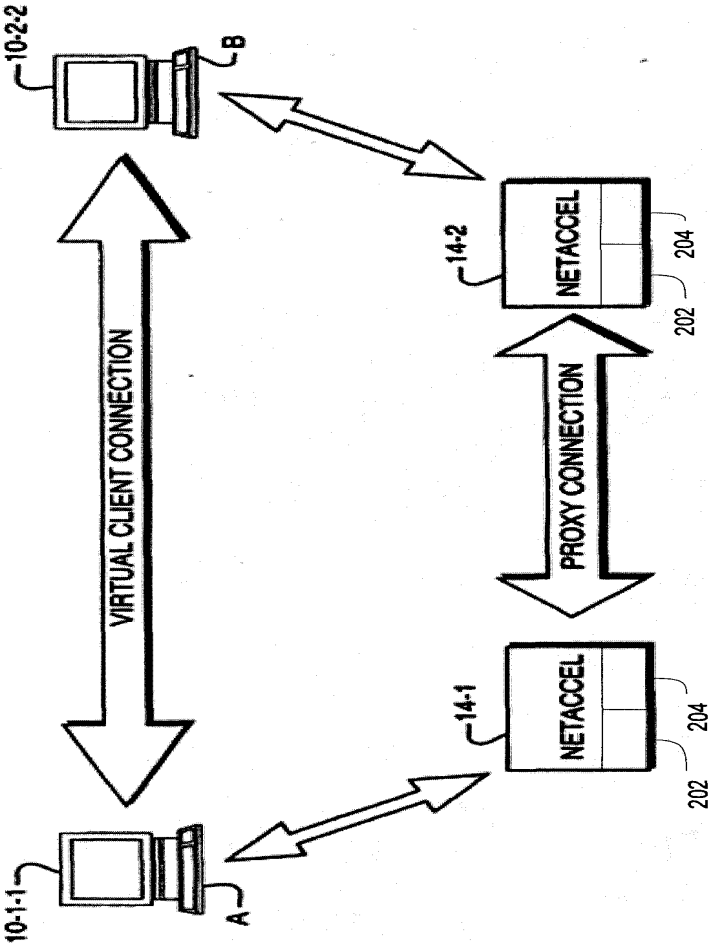 10-1-1
A
VIRTUAL CLIENT CONNECTION
10-2-2
B
14-1
NETACCEL
202
204
PROXY CONNECTION
14-2
NETACCEL
202
204